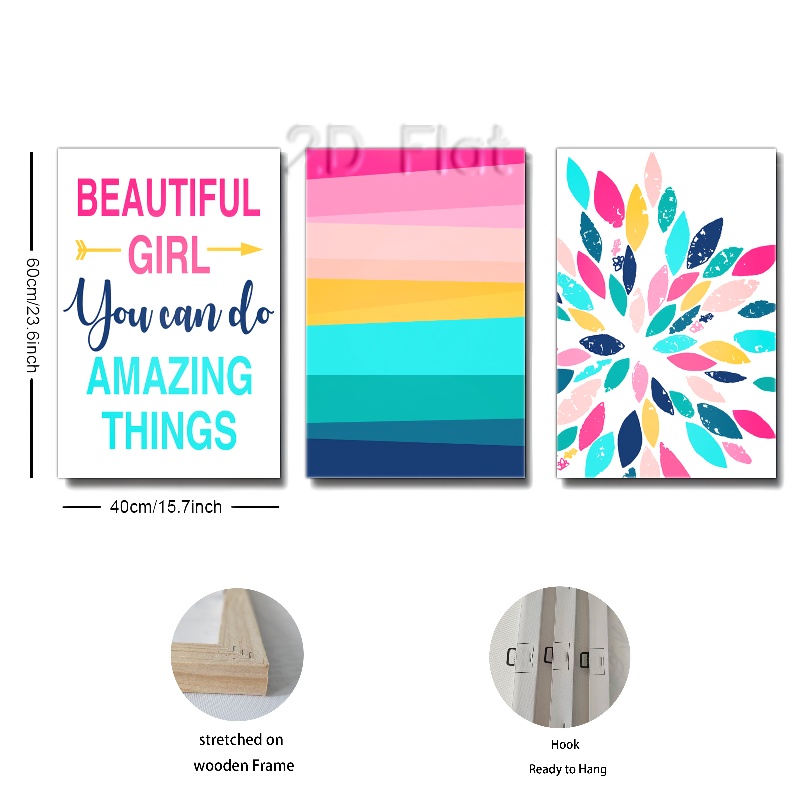 2D Flat
BEAUTIFUL
GIRL
You can do
AMAZING
THINGS
60cm/23.6inch
40cm/15.7inch
stretched on
wooden Frame
Hook
Ready to Hang